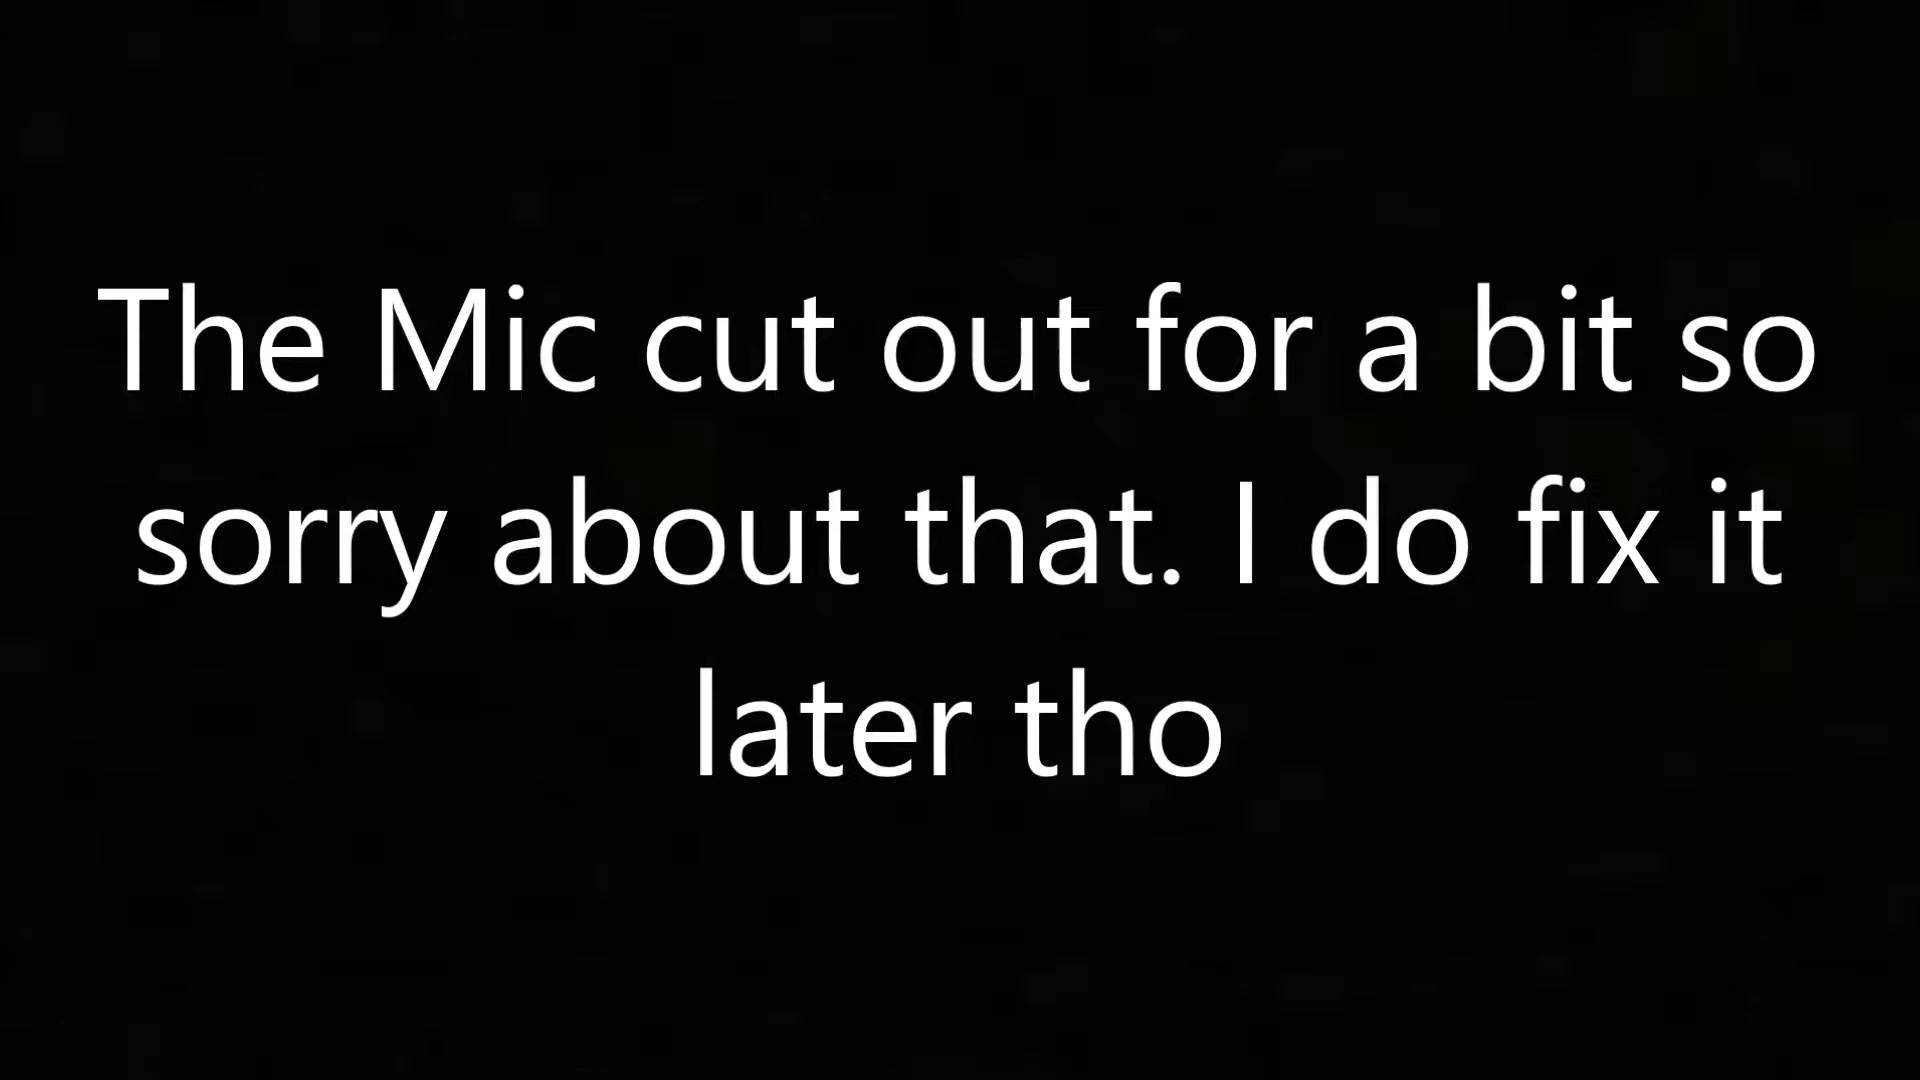 The Mic cut out for a bit so
sorry about that. I do fix it
later tho